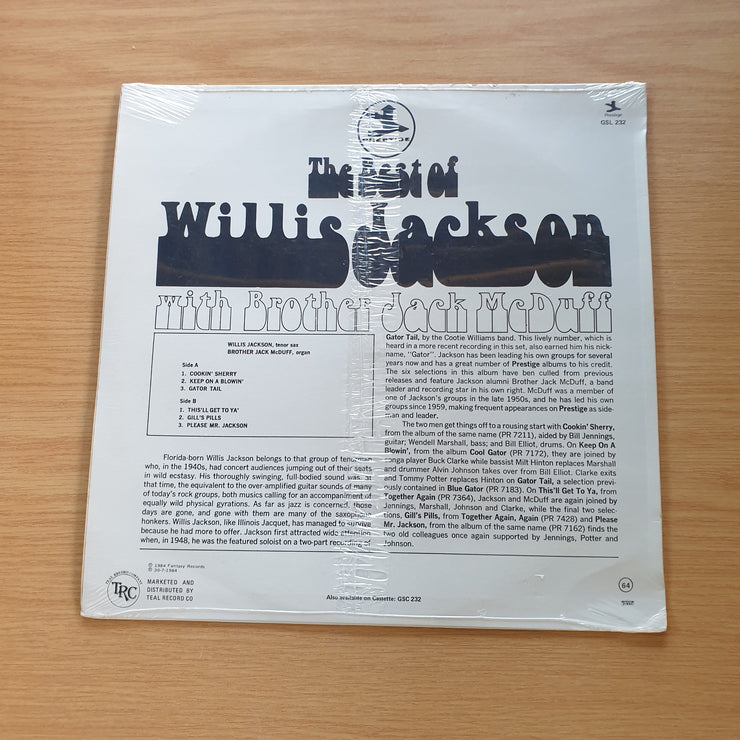 PRESTIGE
Prestige
GSL 232
The Best of
Willis Jackson
with Brother Jack McDuff
WILLIS JACKSON, tenor sax
BROTHER JACK McDUFF, organ
Side A
1. COOKIN' SHERRY
2. KEEP ON A BLOWIN'
3. GATOR TAIL
Side B
1. THIS'LL GET TO YA'
2. GILL'S PILLS
3. PLEASE MR. JACKSON
Florida-born Willis Jackson belongs to that group of tenormen
who, in the 1940s, had concert audiences jumping out of their seats
in wild ecstasy. His thoroughly swinging, full-bodied sound was, at
that time, the equivalent to the over-amplified guitar sounds of many
of today's rock groups, both musics calling for an accompaniment of
equally wild physical gyrations. As far as jazz is concerned, those
days are gone, and gone with them are many of the saxophone
honkers. Willis Jackson, like Illinois Jacquet, has managed to survive
because he had more to offer. Jackson first attracted wide attention
when, in 1948, he was the featured soloist on a two-part recording of
Gator Tail, by the Cootie Williams band. This lively number, which is
heard in a more recent recording in this set, also earned him his nick-
name, "Gator". Jackson has been leading his own groups for several
years now and has a great number of Prestige albums to his credit.
The six selections in this album have ben culled from previous
releases and feature Jackson alumni Brother Jack McDuff, a band
leader and recording star in his own right. McDuff was a member of
one of Jackson's groups in the late 1950s, and he has led his own
own groups since 1959, making frequent appearances on Prestige as side-
man and leader.
The two men get things off to a rousing start with Cookin' Sherry,
from the album of the same name (PR 7211), aided by Bill Jennings,
guitar; Wendell Marshall, bass; and Bill Elliot, drums. On Keep On A
Blowin', from the album Cool Gator (PR 7172), they are joined by
conga player Buck Clarke while bassist Milt Hinton replaces Marshall
and drummer Alvin Johnson takes over from Bill Elliot. Clarke exits
and Tommy Potter replaces Hinton on Gator Tail, a selection previ-
ously contained in Blue Gator (PR 7183). On This'll Get To Ya, from
Together Again (PR 7364), Jackson and McDuff are again joined by
Jennings, Marshall, Johnson and Clarke, while the final two selec-
tions, Gill's Pills, from Together Again, Again (PR 7428) and Please
Mr. Jackson, from the album of the same name (PR 7162) finds the
two old colleagues once again supported by Jennings, Potter and
Johnson.
℗ 1984 Fantasy Records
© 30-7-1984
TEAL RECORD COMPANY
TRC
MARKETED AND
DISTRIBUTED BY
TEAL RECORD CO
Also available on Cassette: GSC 232
64